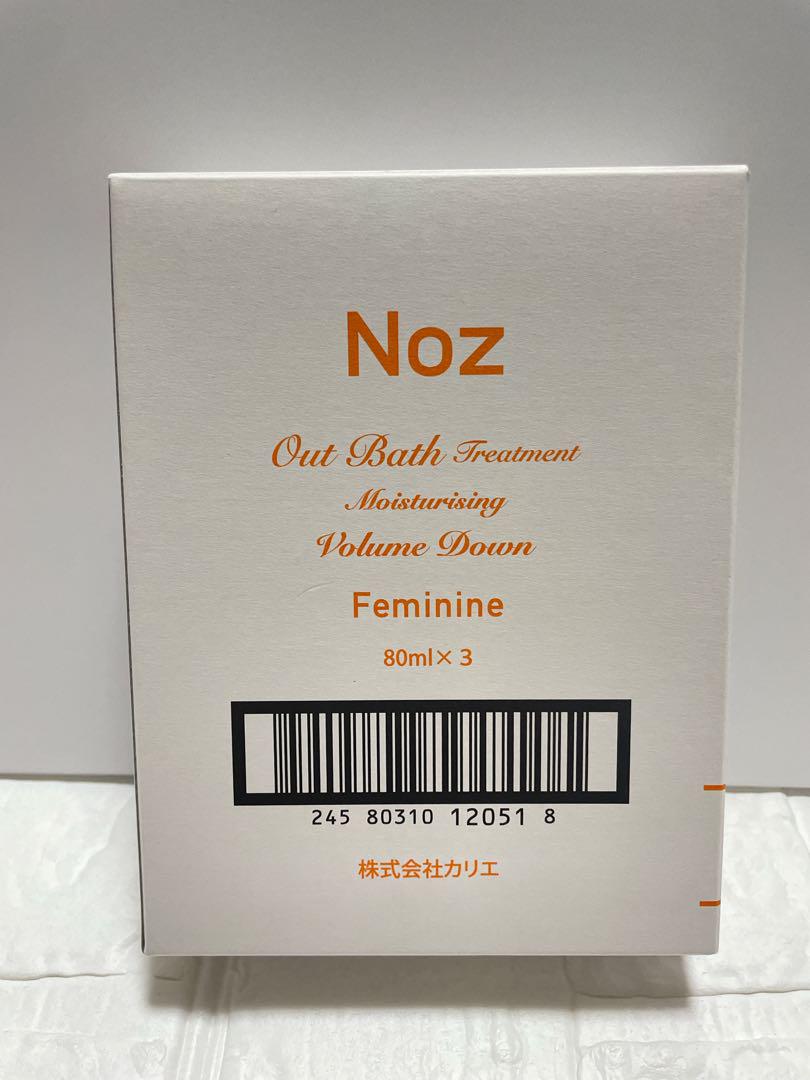 Noz
Out Bath Treatment
Moisturising
Volume Down
Feminine
80ml×3
245 80310 12051 8
株式会社カリエ